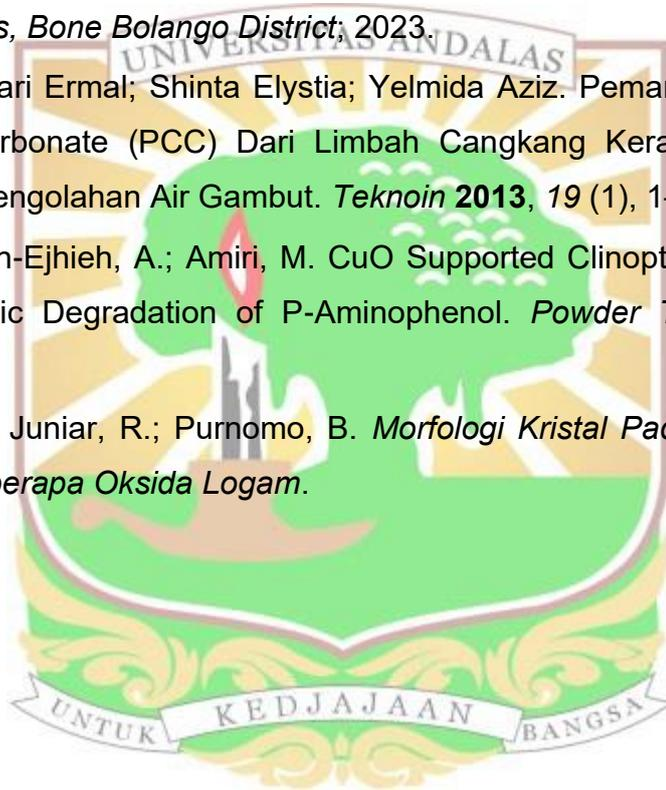 s, Bone Bolango District; 2023.
UNIVERSITAS ANDALAS
ari Ermal; Shinta Elystia; Yelmida Aziz. Pemar
rbonate (PCC) Dari Limbah Cangkang Kera
engolahan Air Gambut. Teknoin 2013, 19 (1), 1-
n-Ejhieh, A.; Amiri, M. CuO Supported Clinopt
ic Degradation of P-Aminophenol. Powder T
Juniar, R.; Purnomo, B. Morfologi Kristal Pad
berapa Oksida Logam.
UNTUK KEDJAJAAN BANGSA